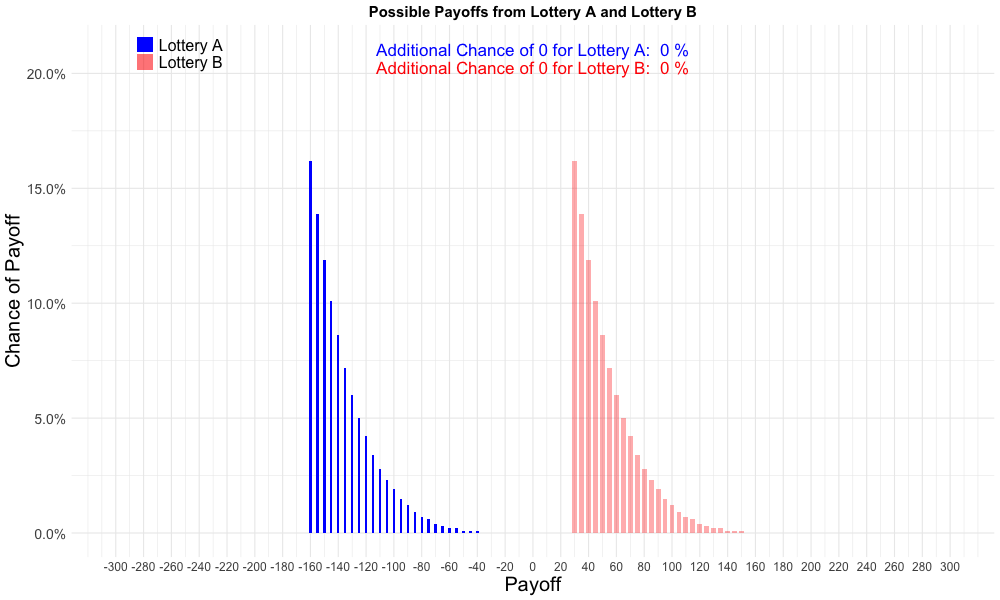 Possible Payoffs from Lottery A and Lottery B
Lottery A
Lottery B
Additional Chance of 0 for Lottery A:  0 %
Additional Chance of 0 for Lottery B:  0 %
Chance of Payoff
20.0%
15.0%
10.0%
5.0%
0.0%
-300 -280 -260 -240 -220 -200 -180 -160 -140 -120 -100 -80 -60 -40 -20 0 20 40 60 80 100 120 140 160 180 200 220 240 260 280 300
Payoff